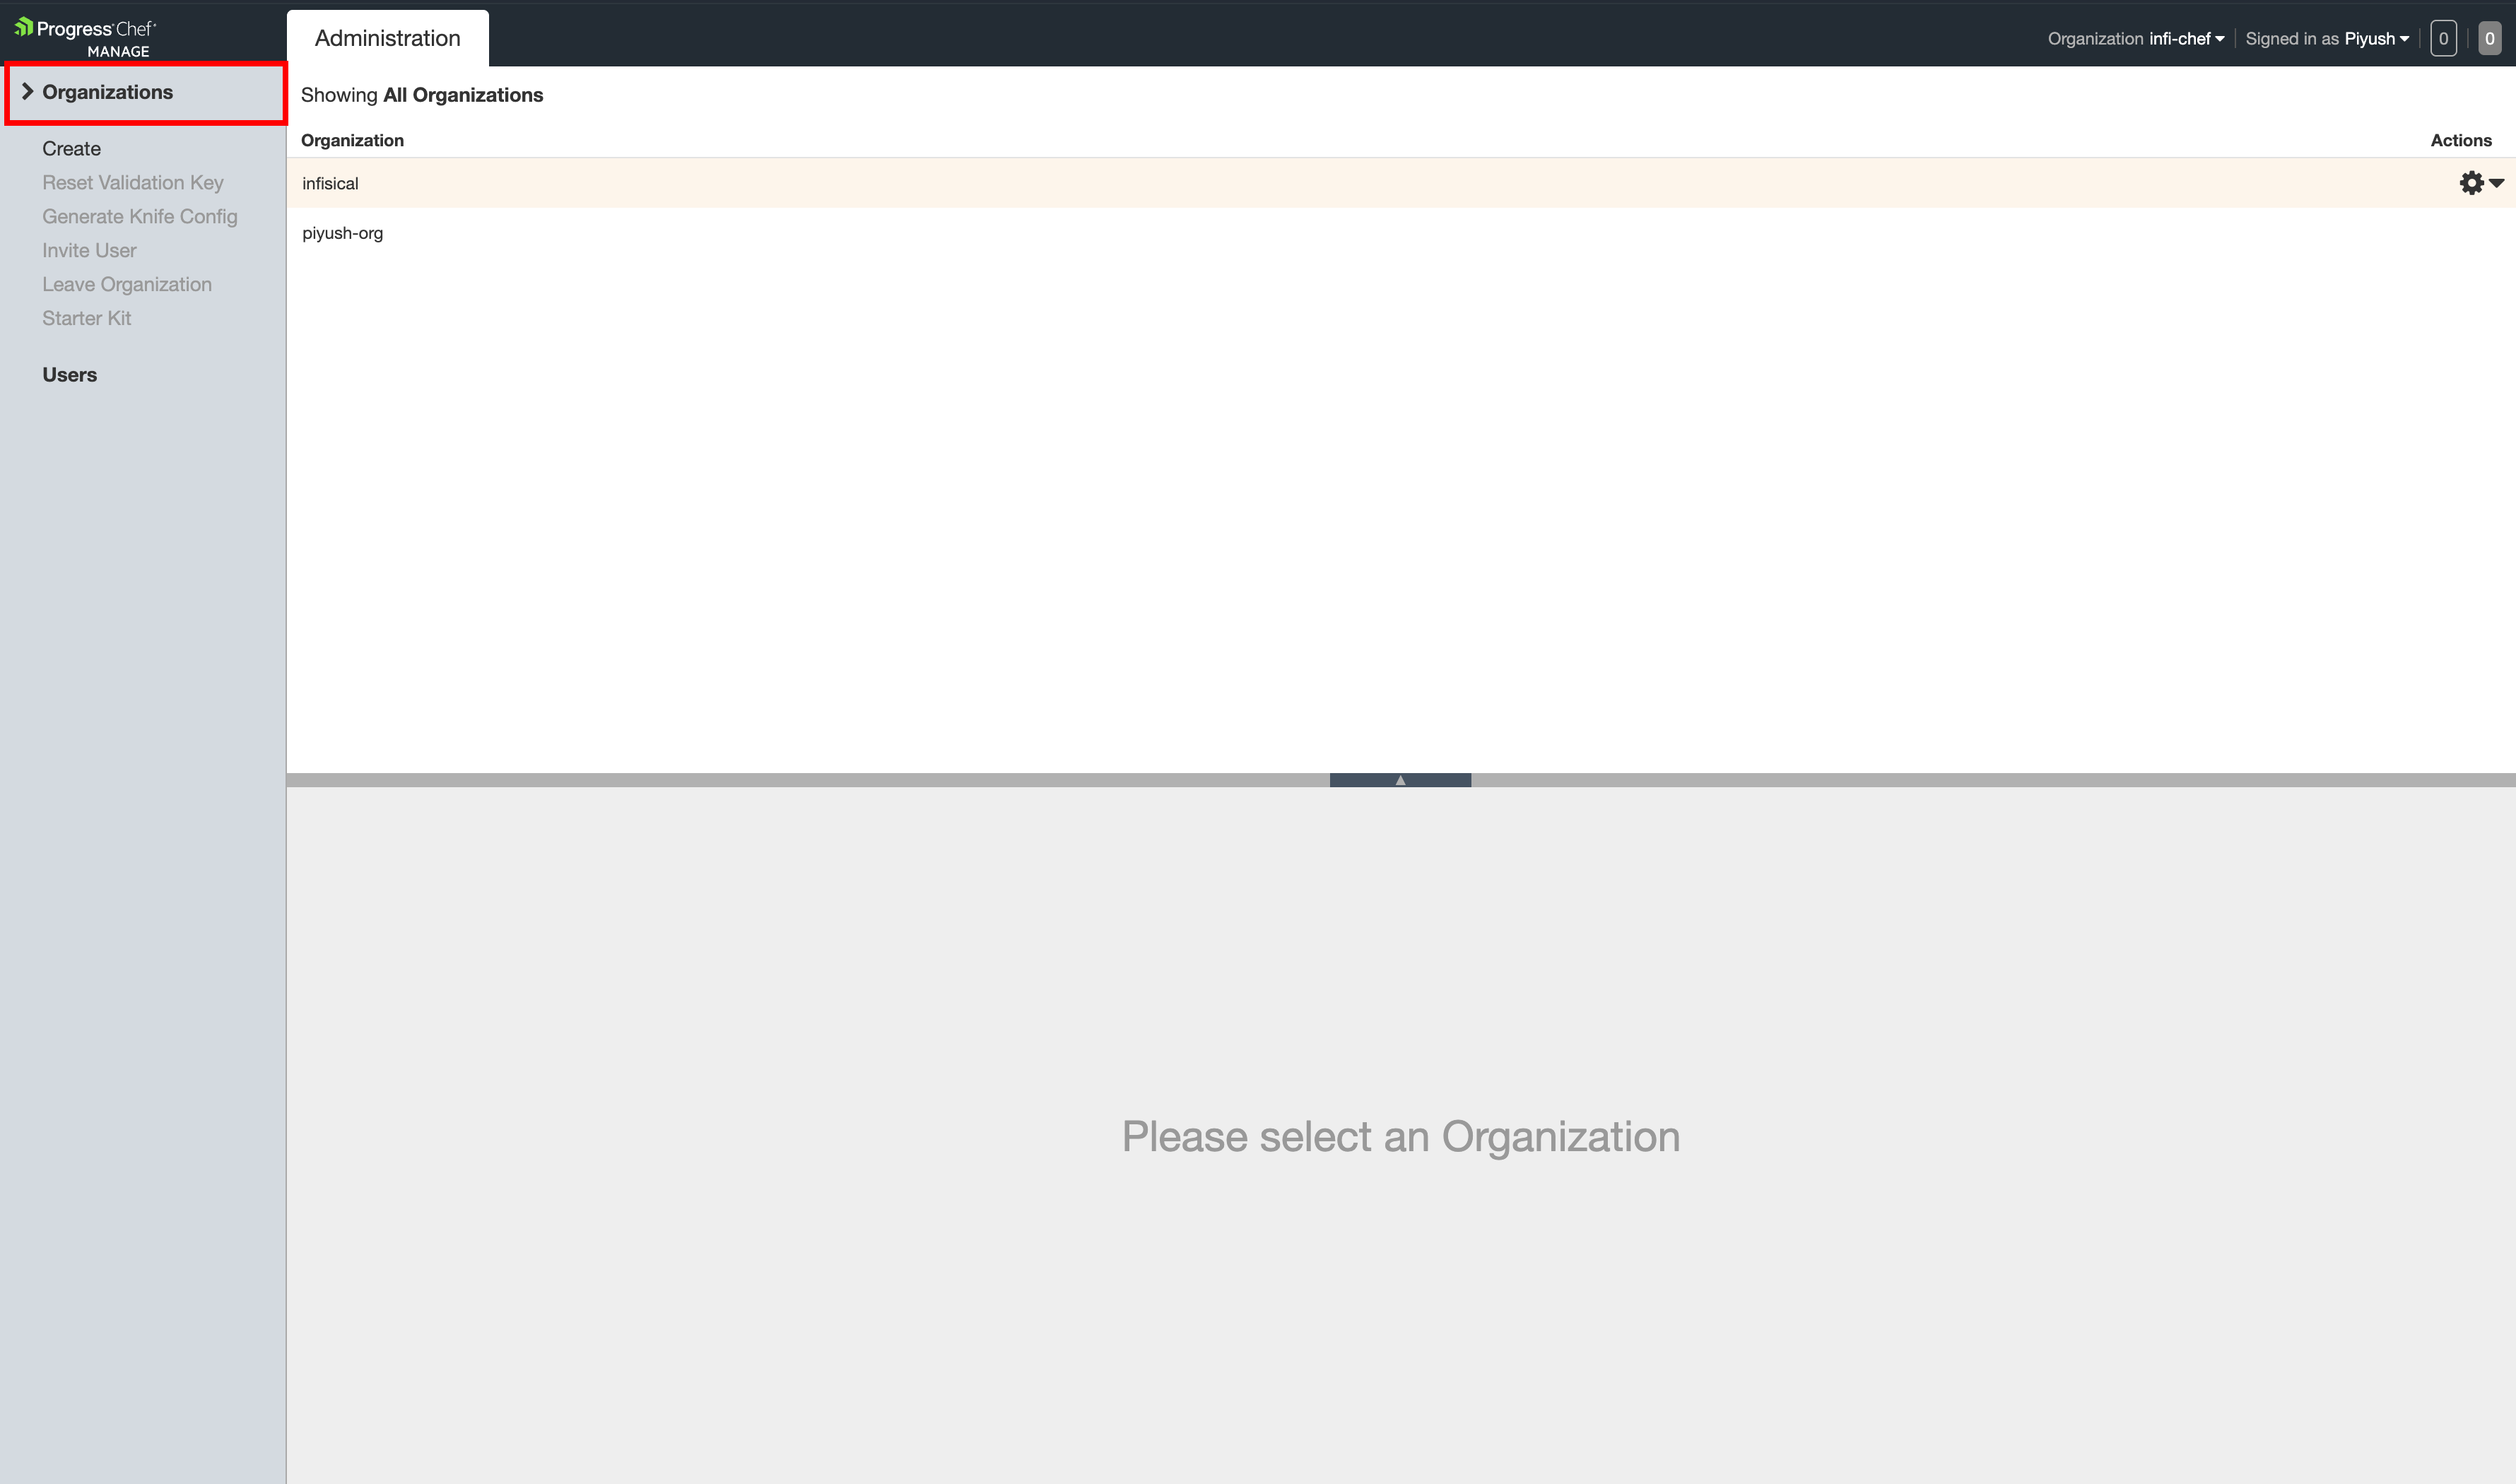 Progress Chef
MANAGE
Administration
Organization infi-chef
Signed in as Piyush
0
0
Organizations
Create
Reset Validation Key
Generate Knife Config
Invite User
Leave Organization
Starter Kit
Users
Showing All Organizations
Organization Actions
infisical
piyush-org
Please select an Organization